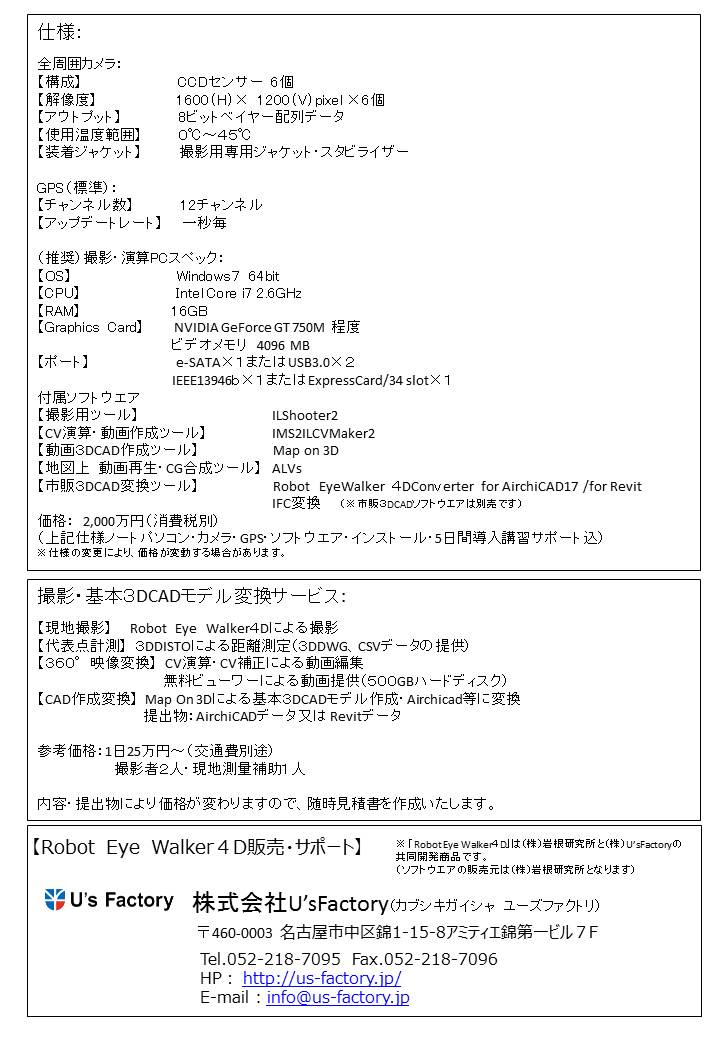 仕様:
全周囲カメラ:
【構成】 CCDセンサー 6個
【解像度】 1600(H)× 1200(V)pixel×6個
【アウトプット】 8ビットベイヤー配列データ
【使用温度範囲】 0℃～45℃
【装着ジャケット】 撮影用専用ジャケット・スタビライザー
GPS(標準):
【チャンネル数】 12チャンネル
【アップデートレート】 一秒毎
(推奨)撮影・演算PCスペック:
【OS】 Windows7 64bit
【CPU】 Intel Core i7 2.6GHz
【RAM】 16GB
【Graphics Card】 NVIDIA GeForce GT 750M 程度
ビデオメモリ 4096 MB
【ポート】 e-SATA×1またはUSB3.0×2
IEEE13946b×1またはExpressCard/34 slot×1
付属ソフトウエア
【撮影用ツール】 ILShooter2
【CV演算・動画作成ツール】 IMS2ILCVMaker2
【動画3DCAD作成ツール】 Map on 3D
【地図上 動画再生・CG合成ツール】 ALVs
【市販3DCAD変換ツール】 Robot EyeWalker 4DConverter for AirchiCAD17 /for Revit
IFC変換 (※市販3DCADソフトウエアは別売です)
価格: 2,000万円(消費税別)
(上記仕様ノートパソコン・カメラ・GPS・ソフトウエア・インストール・5日間導入講習サポート込)
※仕様の変更により、価格が変動する場合があります。
撮影・基本3DCADモデル変換サービス:
【現地撮影】 Robot Eye Walker4Dによる撮影
【代表点計測】 3DDISTOによる距離測定(3DDWG、CSVデータの提供)
【360° 映像変換】 CV演算・CV補正による動画編集
無料ビューワーによる動画提供(500GBハードディスク)
【CAD作成変換】 Map On 3Dによる基本3DCADモデル作成・Airchicad等に変換
提出物: AirchiCADデータ又は Revitデータ
参考価格:1日25万円～(交通費別途)
撮影者2人・現地測量補助1人
内容・提出物により価格が変わりますので、随時見積書を作成いたします。
【Robot Eye Walker 4D販売・サポート】
※「Robot Eye Walker4D」は(株)岩根研究所と(株)U'sFactoryの
共同開発商品です。
(ソフトウエアの販売元は(株)岩根研究所となります)
U's Factory 株式会社U'sFactory(カブシキガイシャ ユーズファクトリ)
〒460-0003 名古屋市中区錦1-15-8アミティエ錦第一ビル7F
Tel.052-218-7095 Fax.052-218-7096
HP : http://us-factory.jp/
E-mail : info@us-factory.jp